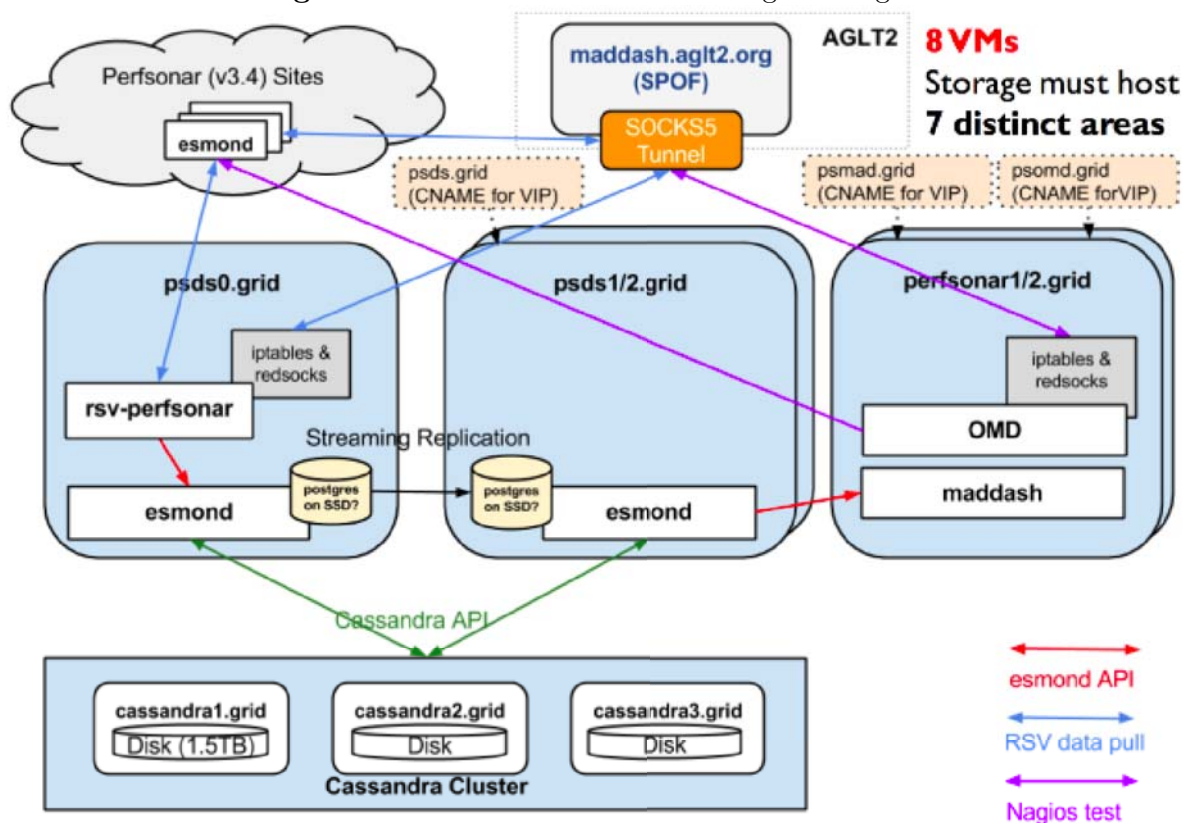 Perfsonar (v3.4) Sites
esmond
maddash.aglt2.org
(SPOF)
SOCKS5
Tunnel
AGLT2
8 VMs
Storage must host
7 distinct areas
psds.grid
(CNAME for VIP)
psmad.grid
(CNAME for VIP)
psomd.grid
(CNAME forVIP)
psds0.grid
iptables &
redsocks
rsv-perfsonar
esmond
postgres
on SSD?
Streaming Replication
psds1/2.grid
postgres
on SSD?
esmond
perfsonar1/2.grid
iptables &
redsocks
OMD
maddash
Cassandra API
cassandra1.grid
Disk (1.5TB)
cassandra2.grid
Disk
cassandra3.grid
Disk
Cassandra Cluster
esmond API
RSV data pull
Nagios test